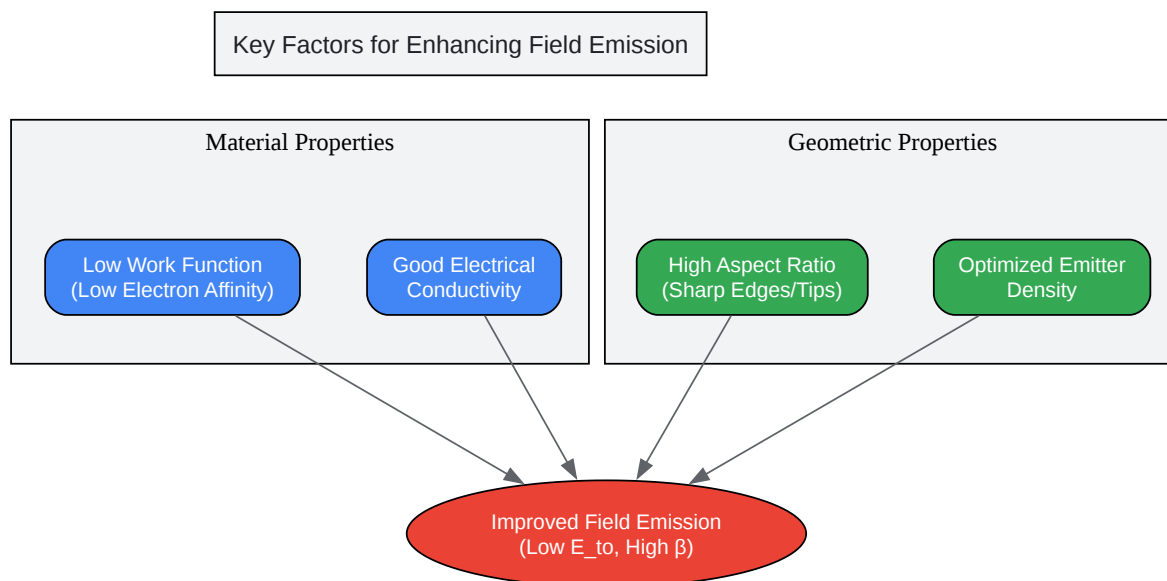 Key Factors for Enhancing Field Emission
Material Properties
Geometric Properties
Low Work Function
(Low Electron Affinity)
Good Electrical
Conductivity
High Aspect Ratio
(Sharp Edges/Tips)
Optimized Emitter
Density
Improved Field Emission
(Low E_to, High β)